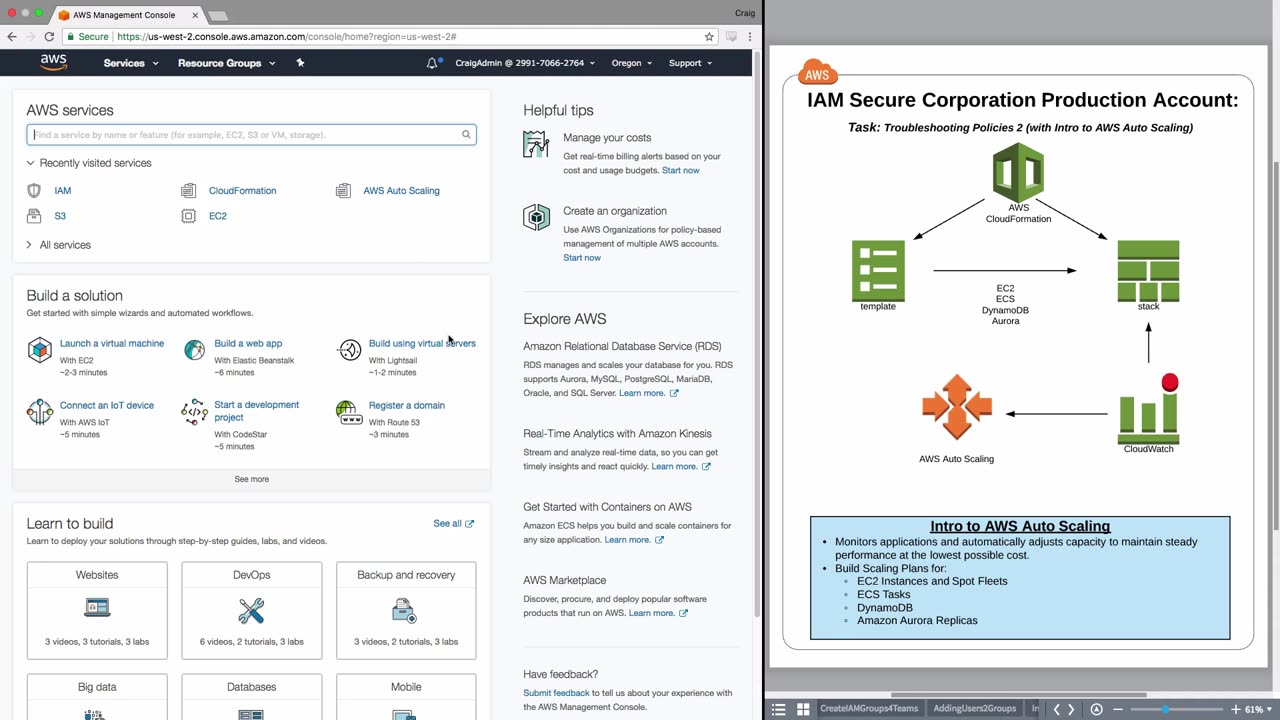 AWS Management Console
Craig
Secure
https://us-west-2.console.aws.amazon.com/console/home?region=us-west-2#
aws
Services
Resource Groups
CraigAdmin @ 2991-7066-2764
Oregon
Support
AWS services
Find a service by name or feature (for example, EC2, S3 or VM, storage).
Recently visited services
IAM
CloudFormation
AWS Auto Scaling
S3
EC2
All services
Build a solution
Get started with simple wizards and automated workflows.
Launch a virtual machine
With EC2
~2-3 minutes
Build a web app
With Elastic Beanstalk
~6 minutes
Build using virtual servers
With Lightsail
~1-2 minutes
Connect an IoT device
With AWS IoT
~5 minutes
Start a development
project
With CodeStar
~5 minutes
Register a domain
With Route 53
~3 minutes
See more
Learn to build
See all
Learn to deploy your solutions through step-by-step guides, labs, and videos.
Websites
3 videos, 3 tutorials, 3 labs
DevOps
6 videos, 2 tutorials, 3 labs
Backup and recovery
3 videos, 2 tutorials, 3 labs
Big data
Databases
Mobile
Helpful tips
Manage your costs
Get real-time billing alerts based on your
cost and usage budgets. Start now
Create an organization
Use AWS Organizations for policy-based
management of multiple AWS accounts.
Start now
Explore AWS
Amazon Relational Database Service (RDS)
RDS manages and scales your database for you. RDS
supports Aurora, MySQL, PostgreSQL, MariaDB,
Oracle, and SQL Server. Learn more.
Real-Time Analytics with Amazon Kinesis
Stream and analyze real-time data, so you can get
timely insights and react quickly. Learn more.
Get Started with Containers on AWS
Amazon ECS helps you build and scale containers for
any size application. Learn more.
AWS Marketplace
Discover, procure, and deploy popular software
products that run on AWS. Learn more.
Have feedback?
Submit feedback to tell us about your experience with
the AWS Management Console.
AWS
IAM Secure Corporation Production Account:
Task: Troubleshooting Policies 2 (with Intro to AWS Auto Scaling)
AWS
CloudFormation
template
EC2
ECS
DynamoDB
Aurora
stack
AWS Auto Scaling
CloudWatch
Intro to AWS Auto Scaling
• Monitors applications and automatically adjusts capacity to maintain steady
performance at the lowest possible cost.
• Build Scaling Plans for:
◦ EC2 Instances and Spot Fleets
◦ ECS Tasks
◦ DynamoDB
◦ Amazon Aurora Replicas
CreateIAMGroups4Teams
AddingUsers2Groups
61%